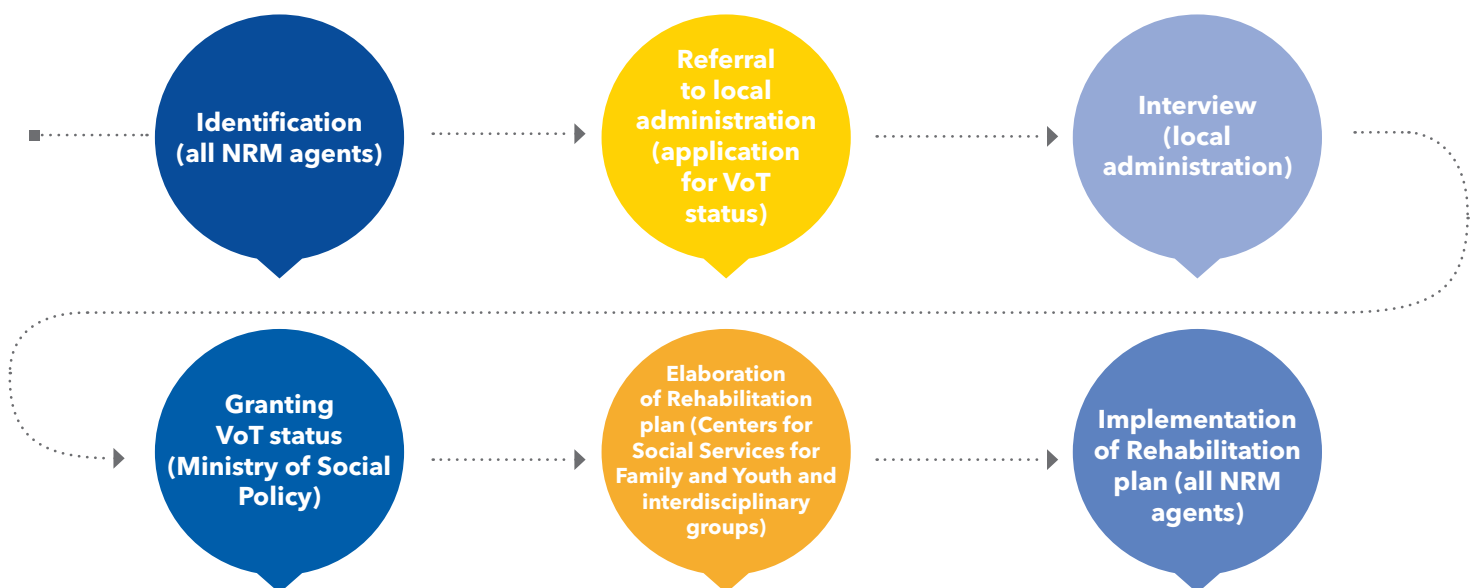 Identification
(all NRM agents)
Referral
to local
administration
(application
for VoT
status)
Interview
(local
administration)
Granting
VoT status
(Ministry of Social
Policy)
Elaboration
of Rehabilitation
plan (Centers for
Social Services for
Family and Youth and
interdisciplinary
groups)
Implementation
of Rehabilitation
plan (all NRM
agents)